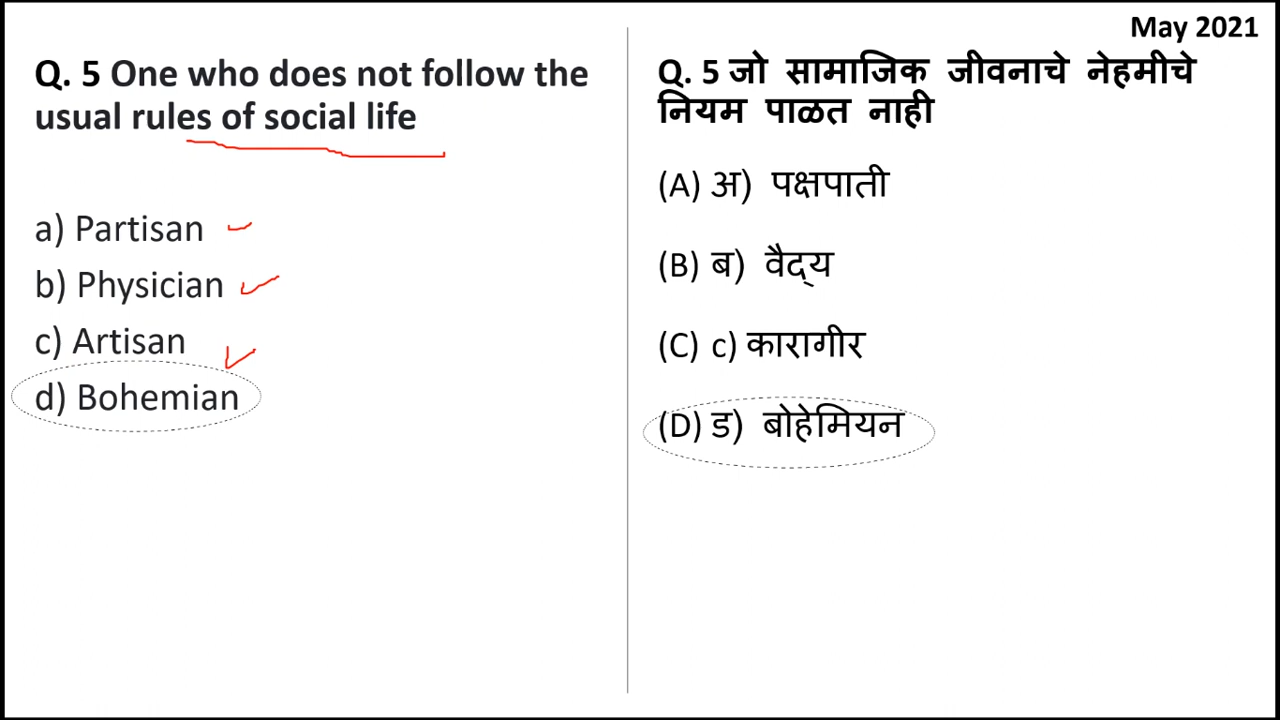 May 2021
Q. 5 One who does not follow the
usual rules of social life
a) Partisan
b) Physician
c) Artisan
d) Bohemian
Q. 5 जो सामाजिक जीवनाचे नेहमीचे
नियम पाळत नाही
(A) अ) पक्षपाती
(B) ब) वैद्‌य
(C) c) कारागीर
(D) ड) बोहेमियन